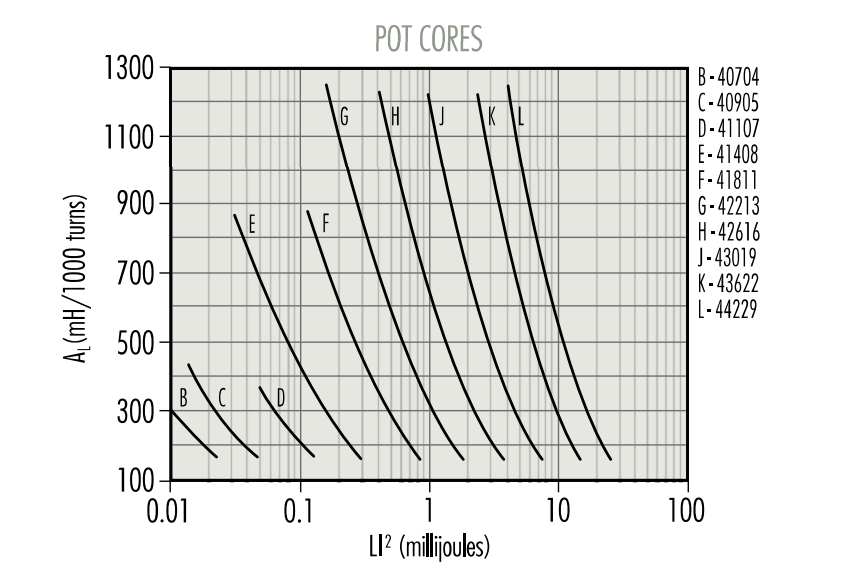 POT CORES
1300
1100
900
700
500
300
100
A_L (mH/1000 turns)
B
C
D
E
F
G
H
J
K
L
0.01
0.1
1
10
100
LI² (millijoules)
B - 40704
C - 40905
D - 41107
E - 41408
F - 41811
G - 42213
H - 42616
J - 43019
K - 43622
L - 44229